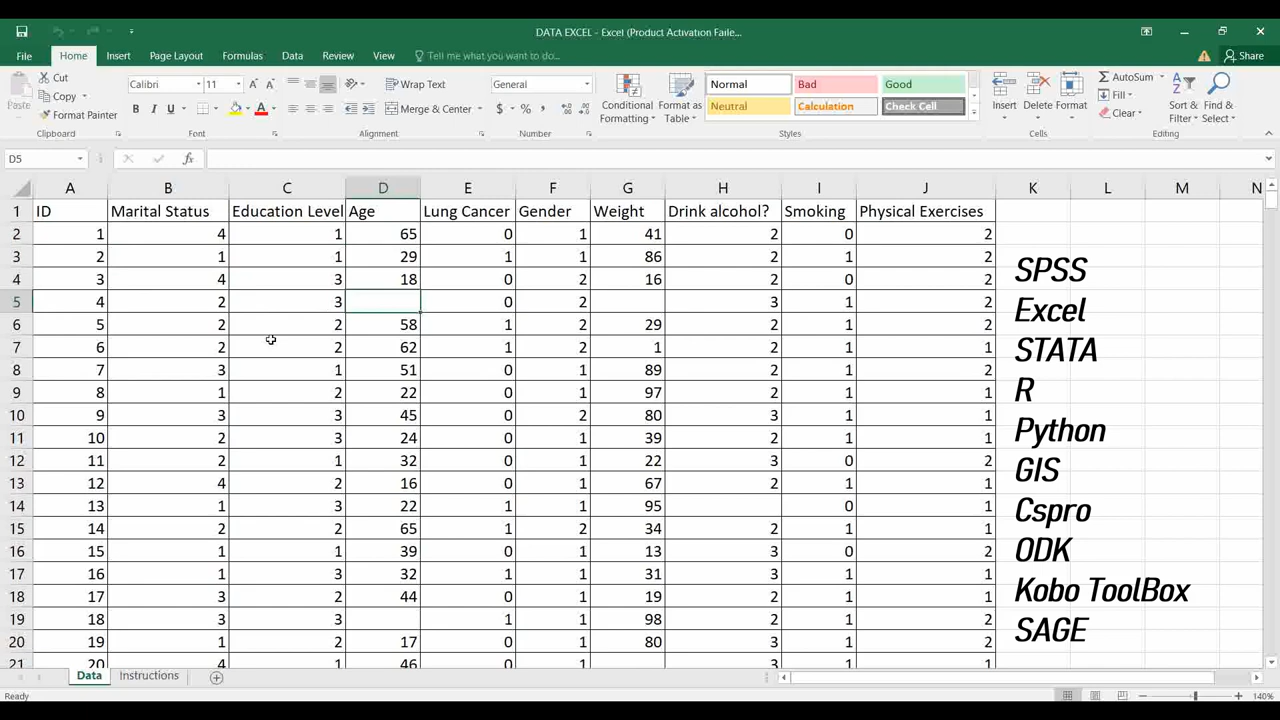 DATA EXCEL - Excel (Product Activation Faile...
File Home Insert Page Layout Formulas Data Review View Tell me what you want to do... Share
Paste Cut Calibri 11 Wrap Text General Conditional Formatting Format as Table Normal Bad Good Insert Delete Format AutoSum Sort & Filter Find & Select
Copy Fill
Format Painter B I U A Merge & Center $ % , Neutral Calculation Check Cell Clear
Clipboard Font Alignment Number Styles Cells Editing
D5 fx
A B C D E F G H I J K L M N
1 ID Marital Status Education Level Age Lung Cancer Gender Weight Drink alcohol? Smoking Physical Exercises
2 1 4 1 65 0 1 41 2 0 2
3 2 1 1 29 1 1 86 2 1 2
4 3 4 3 18 0 2 16 2 0 2
5 4 2 3 0 2 3 1 2
6 5 2 2 58 1 2 29 2 1 2
7 6 2 2 62 1 2 1 2 1 1
8 7 3 1 51 0 1 89 2 1 2
9 8 1 2 22 0 1 97 2 1 1
10 9 3 3 45 0 2 80 3 1 1
11 10 2 3 24 0 1 39 2 1 1
12 11 2 1 32 0 1 22 3 0 2
13 12 4 2 16 0 1 67 2 1 1
14 13 1 3 22 1 1 95 0 1
15 14 2 2 65 1 2 34 2 1 1
16 15 1 1 39 0 1 13 3 0 2
17 16 1 3 32 1 1 31 3 1 1
18 17 3 2 44 0 1 19 2 1 1
19 18 3 3 1 1 98 2 1 2
20 19 1 2 17 0 1 80 3 1 2
21 20 4 1 46 0 1 3 1 1
SPSS
Excel
STATA
R
Python
GIS
Cspro
ODK
Kobo ToolBox
SAGE
Data Instructions
Ready 140%